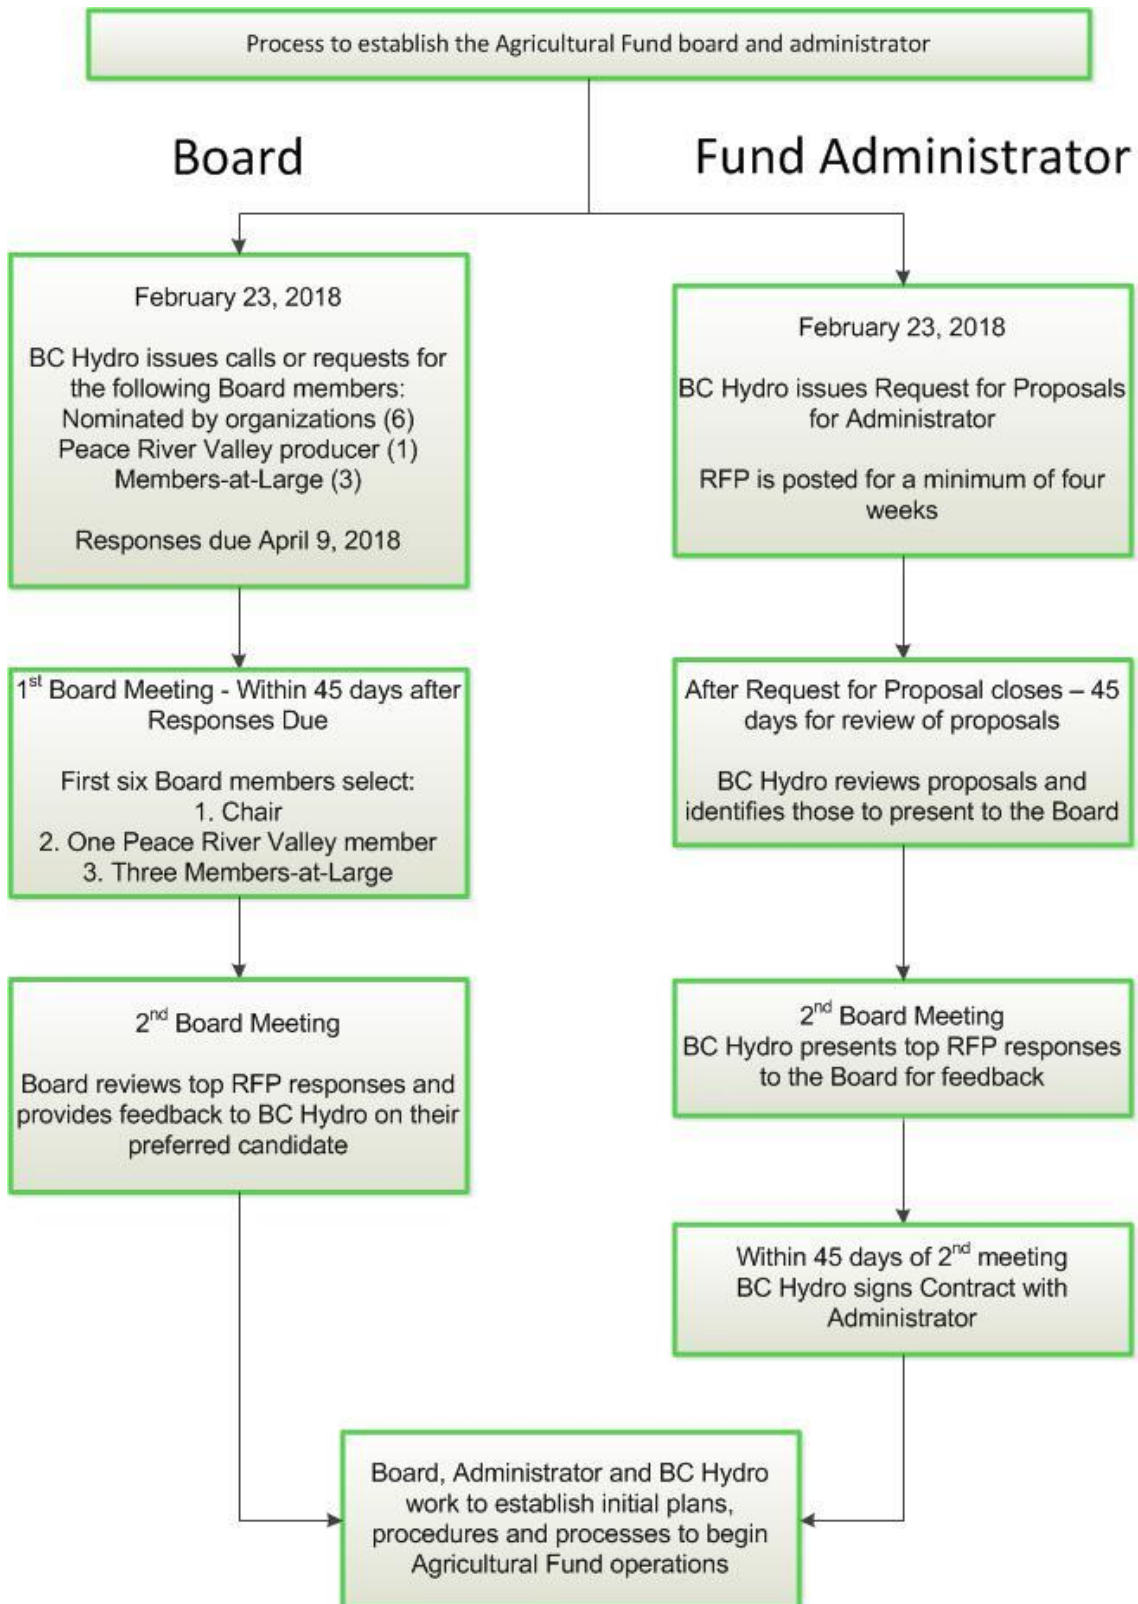 Process to establish the Agricultural Fund board and administrator
Board
Fund Administrator
February 23, 2018
BC Hydro issues calls or requests for
the following Board members:
Nominated by organizations (6)
Peace River Valley producer (1)
Members-at-Large (3)
Responses due April 9, 2018
February 23, 2018
BC Hydro issues Request for Proposals
for Administrator
RFP is posted for a minimum of four
weeks
1st Board Meeting - Within 45 days after
Responses Due
First six Board members select:
1. Chair
2. One Peace River Valley member
3. Three Members-at-Large
After Request for Proposal closes – 45
days for review of proposals
BC Hydro reviews proposals and
identifies those to present to the Board
2nd Board Meeting
Board reviews top RFP responses and
provides feedback to BC Hydro on their
preferred candidate
2nd Board Meeting
BC Hydro presents top RFP responses
to the Board for feedback
Within 45 days of 2nd meeting
BC Hydro signs Contract with
Administrator
Board, Administrator and BC Hydro
work to establish initial plans,
procedures and processes to begin
Agricultural Fund operations